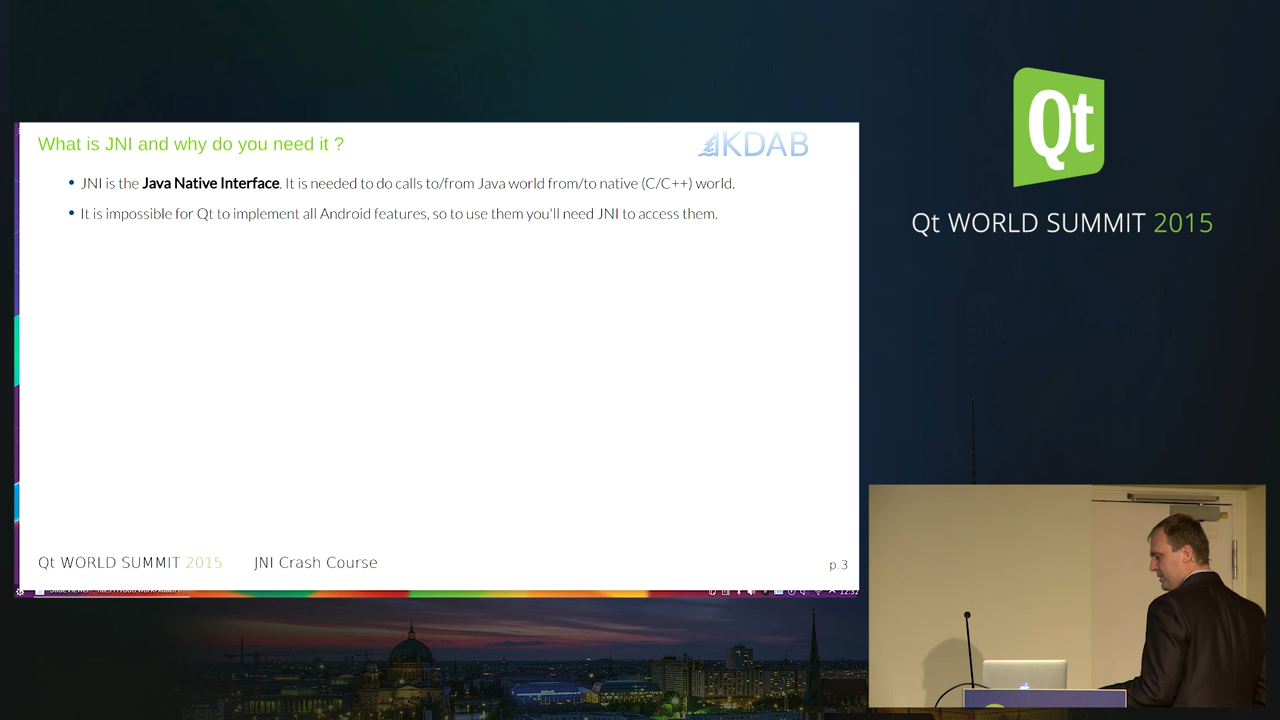 What is JNI and why do you need it ?
KDAB
• JNI is the Java Native Interface. It is needed to do calls to/from Java world from/to native (C/C++) world.
• It is impossible for Qt to implement all Android features, so to use them you'll need JNI to access them.
Qt WORLD SUMMIT 2015 JNI Crash Course
p.3
12:32
Qt
Qt WORLD SUMMIT 2015